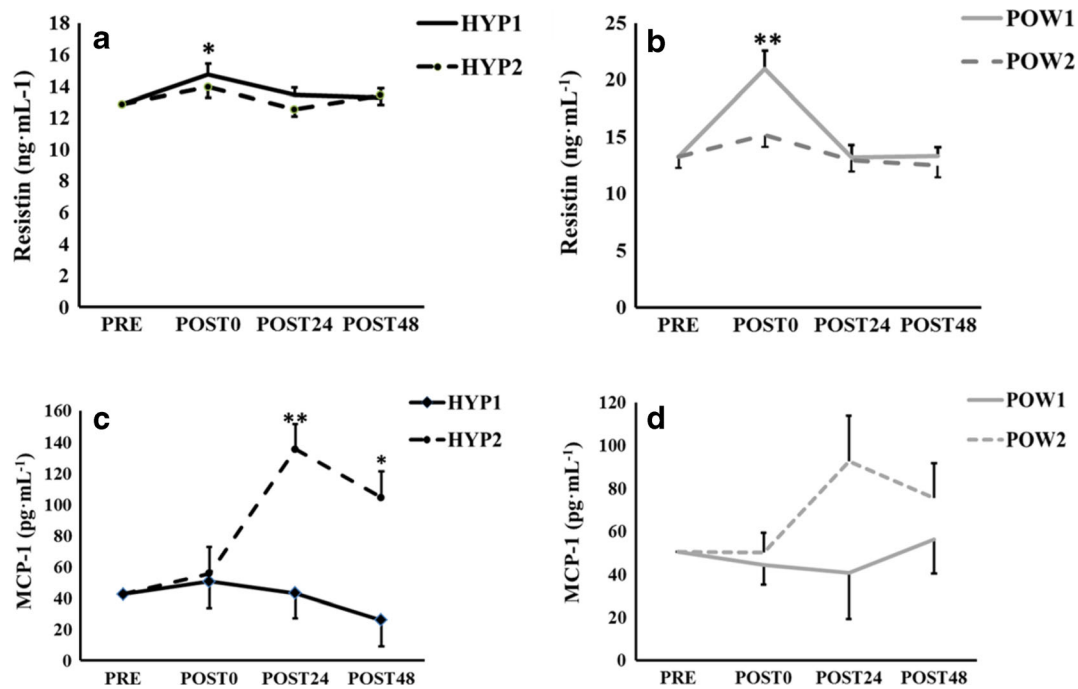 a
Resistin (ng·mL-1)
18
16
14
12
10
8
6
4
2
0
*
PRE POST0 POST24 POST48
HYP1
HYP2
b
Resistin (ng·mL⁻¹)
25
20
15
10
5
0
**
PRE POST0 POST24 POST48
POW1
POW2
c
MCP-1 (pg·mL⁻¹)
160
140
120
100
80
60
40
20
0
**
*
PRE POST0 POST24 POST48
HYP1
HYP2
d
MCP-1 (pg·mL⁻¹)
120
100
80
60
40
20
0
PRE POST0 POST24 POST48
POW1
POW2